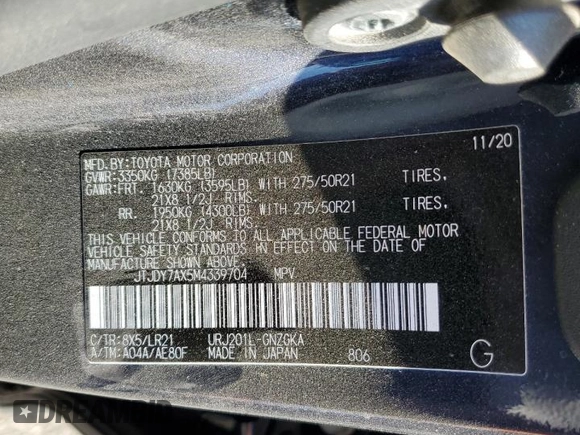 MFD.BY:TOYOTA MOTOR CORPORATION 11/20
GVWR:3350KG (7385LB)
GAWR:FRT. 1630KG (3595LB) WITH 275/50R21 TIRES.
21X8 1/2J RIMS.
RR. 1950KG (4300LB) WITH 275/50R21 TIRES.
21X8 1/2J RIMS.
THIS VEHICLE CONFORMS TO ALL APPLICABLE FEDERAL MOTOR
VEHICLE SAFETY STANDARDS IN EFFECT ON THE DATE OF
MANUFACTURE SHOWN ABOVE.
JTJDY7AX5M4339704 MPV
C/TR:8X5/LR21 URJ201L-GNZGKA
A/TM:A04A/AE80F MADE IN JAPAN 806 G
DREAM